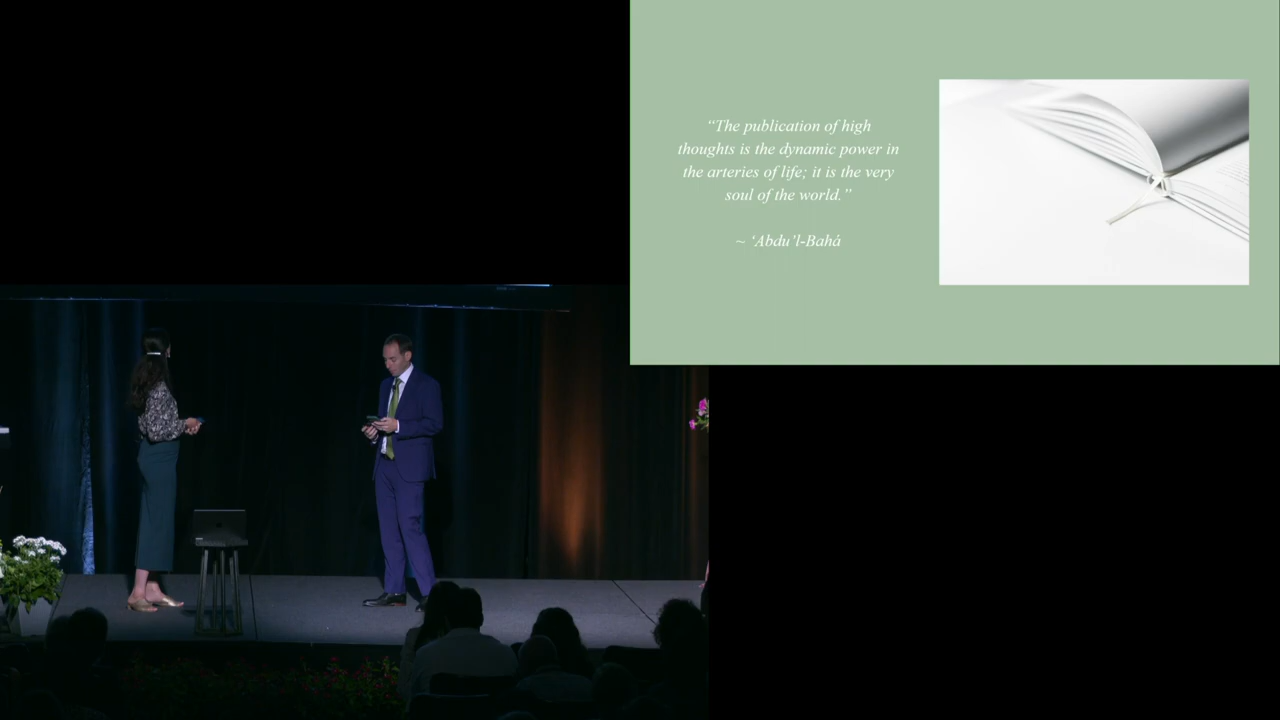 “The publication of high
thoughts is the dynamic power in
the arteries of life; it is the very
soul of the world.”
~ ‘Abdu’l-Bahá